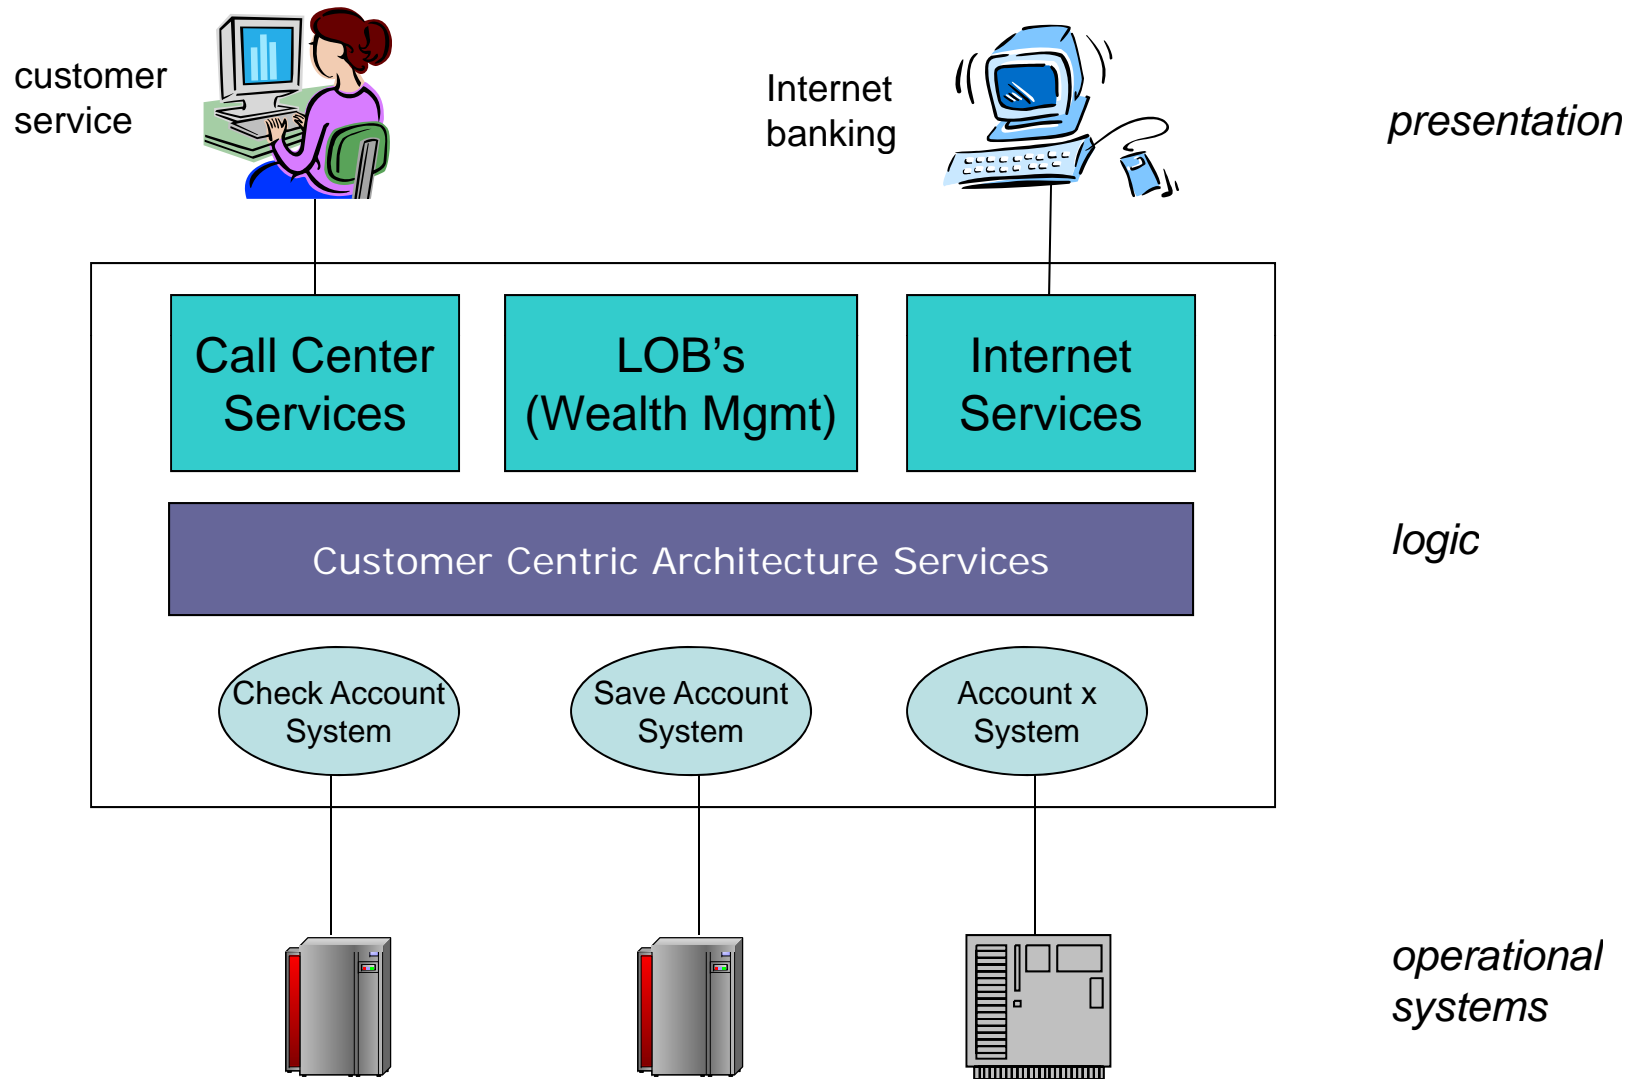 customer
service
Internet
banking
presentation
Call Center
Services
LOB's
(Wealth Mgmt)
Internet
Services
Customer Centric Architecture Services
logic
Check Account
System
Save Account
System
Account x
System
operational
systems